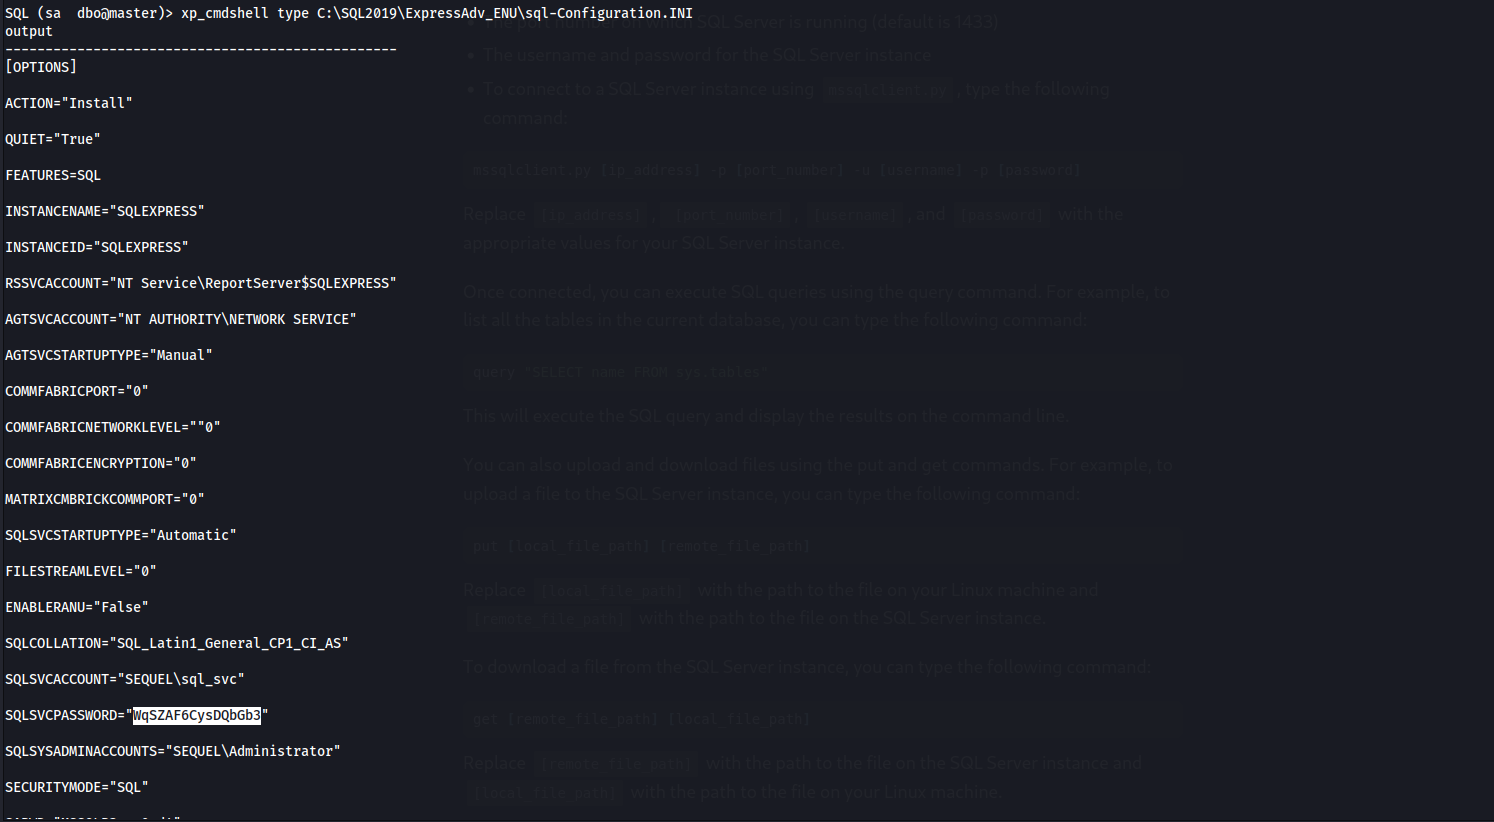 SQL (sa  dbo@master)> xp_cmdshell type C:\SQL2019\ExpressAdv_ENU\sql-Configuration.INI
output
-------------------------------------------------
[OPTIONS]
ACTION="Install"
QUIET="True"
FEATURES=SQL
INSTANCENAME="SQLEXPRESS"
INSTANCEID="SQLEXPRESS"
RSSVCACCOUNT="NT Service\ReportServer$SQLEXPRESS"
AGTSVCACCOUNT="NT AUTHORITY\NETWORK SERVICE"
AGTSVCSTARTUPTYPE="Manual"
COMMFABRICPORT="0"
COMMFABRICNETWORKLEVEL=""0"
COMMFABRICENCRYPTION="0"
MATRIXCMBRICKCOMMPORT="0"
SQLSVCSTARTUPTYPE="Automatic"
FILESTREAMLEVEL="0"
ENABLERANU="False"
SQLCOLLATION="SQL_Latin1_General_CP1_CI_AS"
SQLSVCACCOUNT="SEQUEL\sql_svc"
SQLSVCPASSWORD="WqSZAF6CysDQbGb3"
SQLSYSADMINACCOUNTS="SEQUEL\Administrator"
SECURITYMODE="SQL"
The port number on which SQL Server is running (default is 1433)
The username and password for the SQL Server instance
To connect to a SQL Server instance using mssqlclient.py , type the following
command:
mssqlclient.py [ip_address] -p [port_number] -u [username] -p [password]
Replace [ip_address] , [port_number] , [username] , and [password] with the
appropriate values for your SQL Server instance
Once connected, you can execute SQL queries using the query command. For example, to
list all the tables in the current database, you can type the following command:
query "SELECT name FROM sys.tables"
This will execute the SQL query and display the results on the command line.
You can also upload and download files using the put and get commands. For example, to
upload a file to the SQL Server instance, you can type the following command:
put [local_file_path] [remote_file_path]
Replace [local_file_path] with the path to the file on your Linux machine and
[remote_file_path] with the path to the file on the SQL Server instance.
To download a file from the SQL Server instance, you can type the following command:
get [remote_file_path] [local_file_path]
Replace [remote_file_path] with the path to the file on the SQL Server instance and
[local_file_path] with the path to the file on your Linux machine.